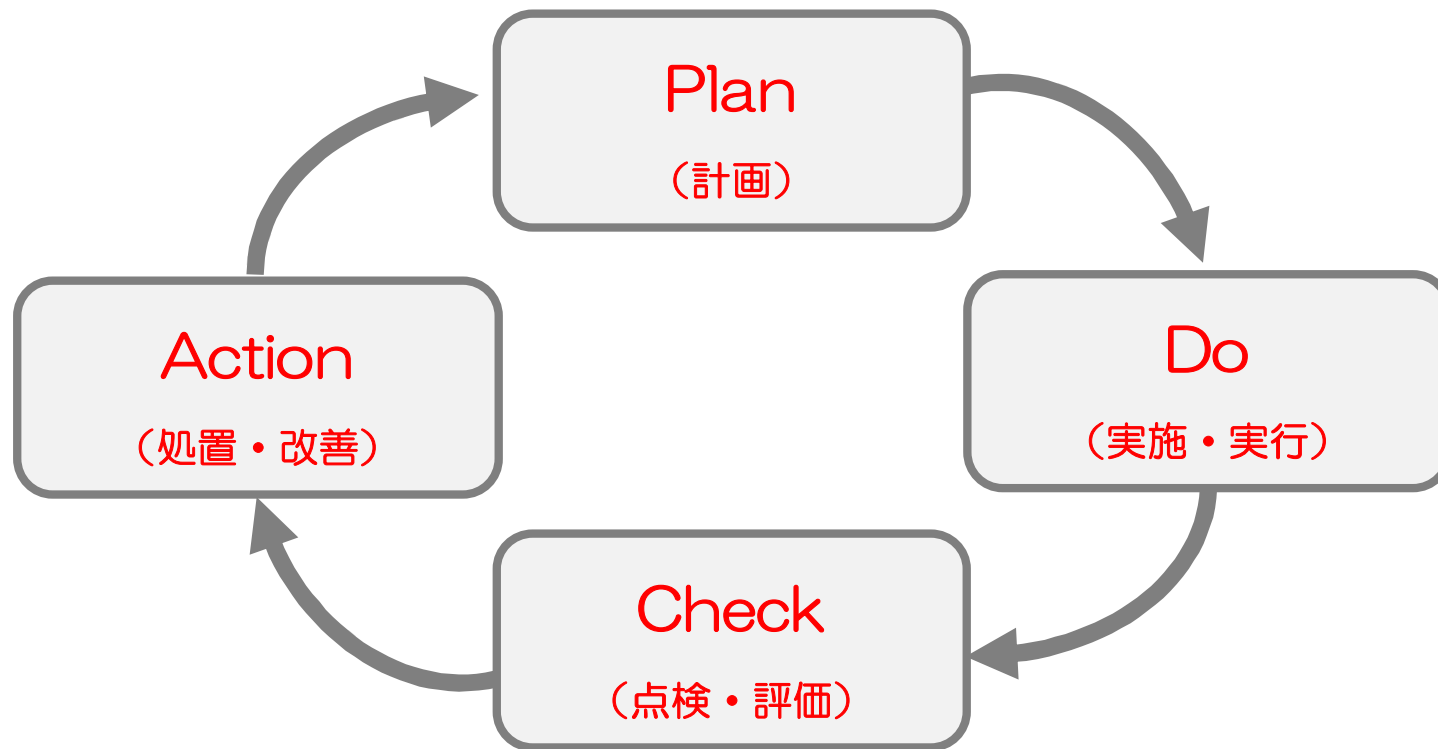 Plan
（計画）
Do
（実施・実行）
Check
（点検・評価）
Action
（処置・改善）